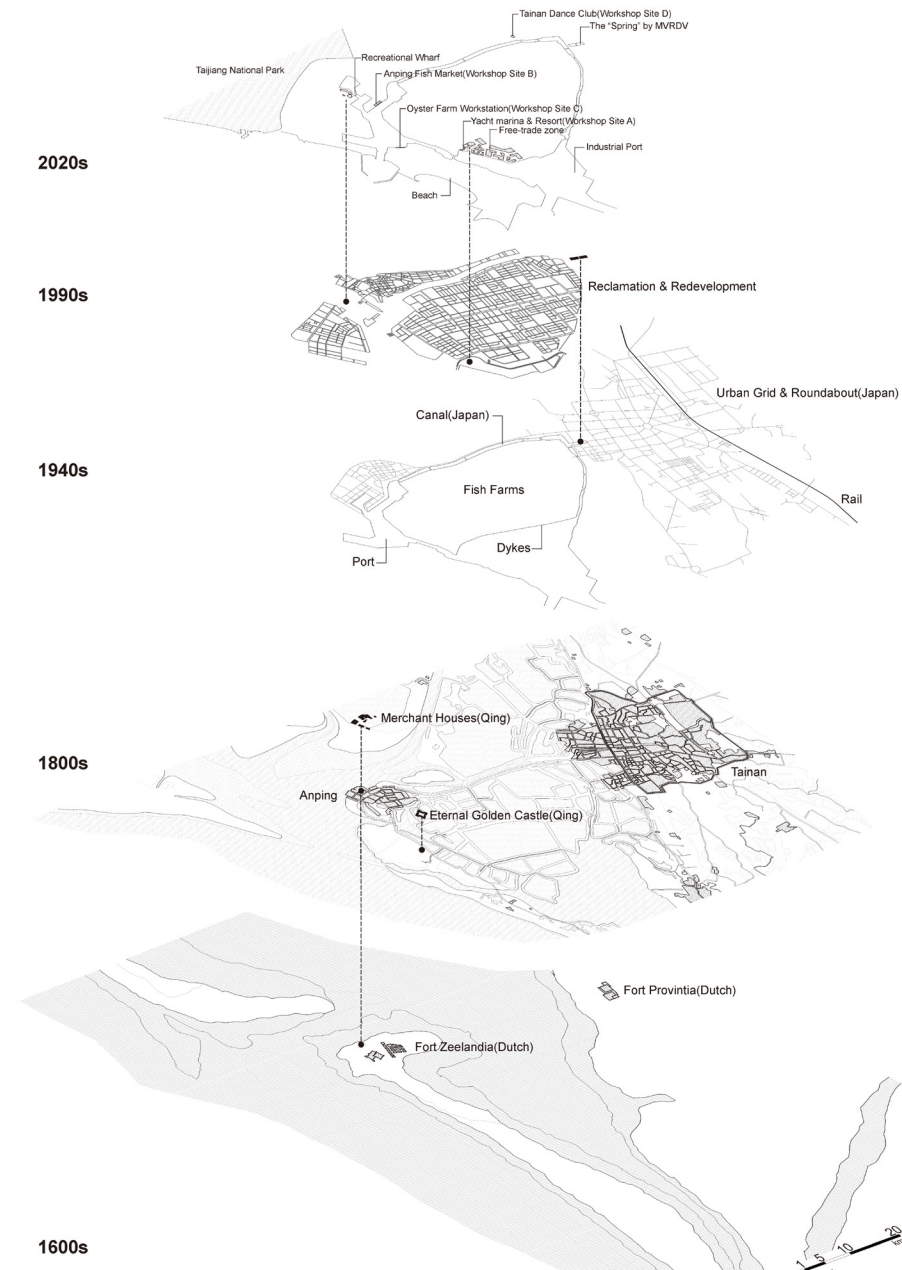 Tainan Dance Club(Workshop Site D)
The "Spring" by MVRDV
Recreational Wharf
Taijiang National Park
Anping Fish Market(Workshop Site B)
Oyster Farm Workstation(Workshop Site C)
Yacht marina & Resort(Workshop Site A)
Free-trade zone
Industrial Port
2020s
Beach
1990s
Reclamation & Redevelopment
Urban Grid & Roundabout(Japan)
Canal(Japan)
1940s
Fish Farms
Rail
Dykes
Port
Merchant Houses(Qing)
1800s
Tainan
Anping
Eternal Golden Castle(Qing)
Fort Provintia(Dutch)
Fort Zeelandia(Dutch)
1600s
1 5 10 20